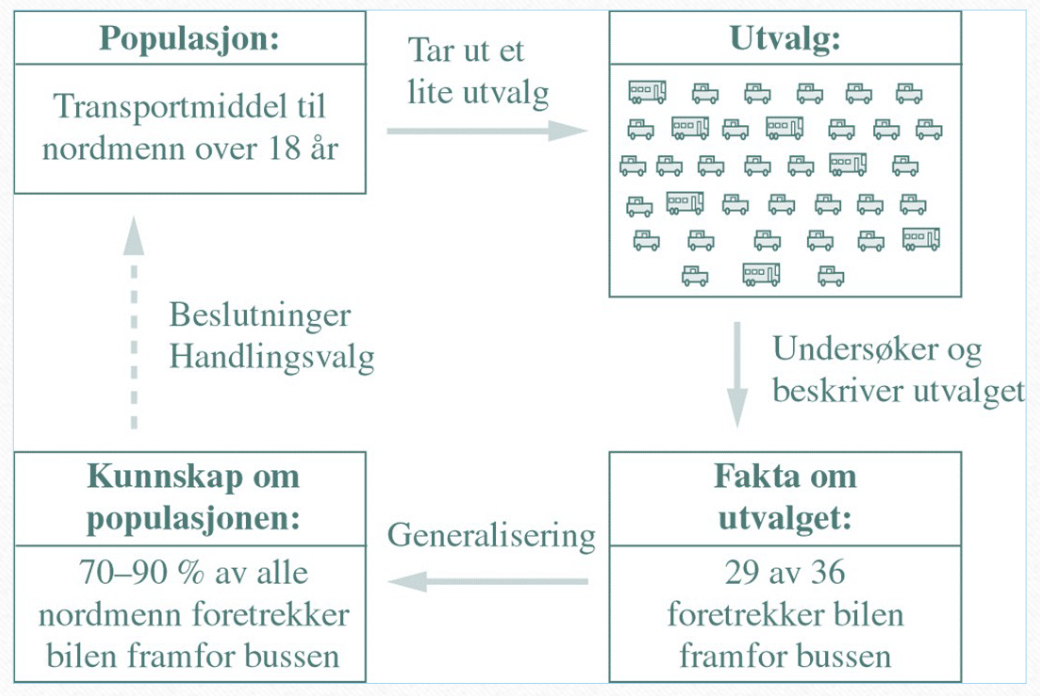 Populasjon:
Transportmiddel til
nordmenn over 18 år
Tar ut et
lite utvalg
Utvalg:
Undersøker og
beskriver utvalget
Fakta om
utvalget:
29 av 36
foretrekker bilen
framfor bussen
Generalisering
Kunnskap om
populasjonen:
70–90 % av alle
nordmenn foretrekker
bilen framfor bussen
Beslutninger
Handlingsvalg